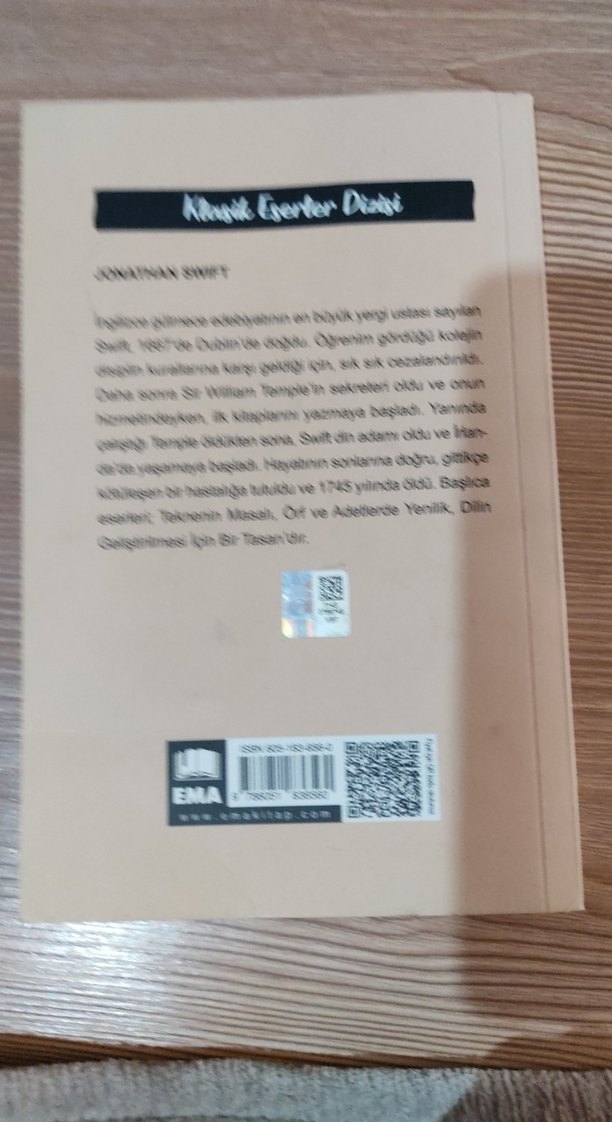 Klasik Eserler Dizisi
JONATHAN SWIFT
İngilizce gülmece edebiyatının en büyük yergi ustası sayılan
Swift, 1667'de Dublin'de doğdu. Öğrenim gördüğü kolejin
disiplin kurallarına karşı geldiği için, sık sık cezalandırıldı.
Daha sonra Sir William Temple'in sekreteri oldu ve onun
hizmetindeyken, ilk kitaplarını yazmaya başladı. Yanında
çalıştığı Temple öldükten sona, Swift din adamı oldu ve İrlan-
da'da yaşamaya başladı. Hayatının sonlarına doğru, gittikçe
kötüleşen bir hastalığa tutuldu ve 1745 yılında öldü. Başlıca
eserleri; Teknenin Masalı, Örf ve Adetlerde Yenilik, Dilin
Geliştirilmesi İçin Bir Tasarı'dır.
EMA
www.emakitap.com